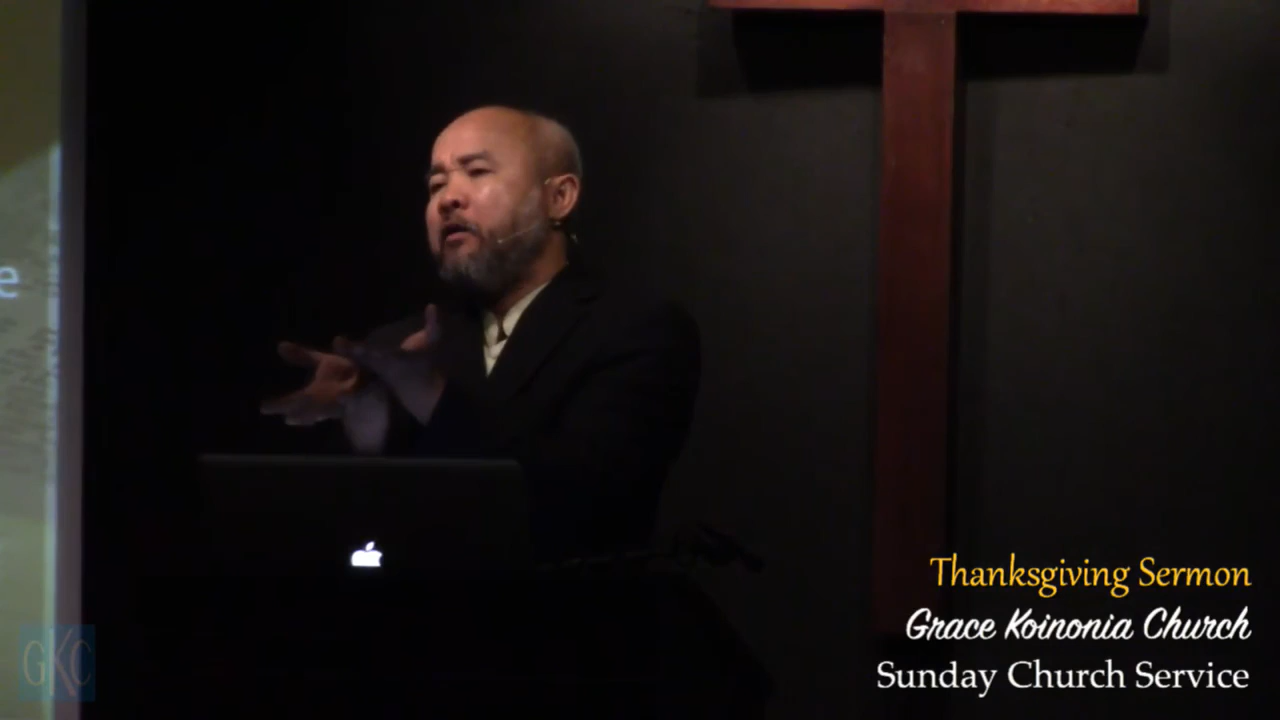 e
Thanksgiving Sermon
Grace Koinonia Church
Sunday Church Service
GKC